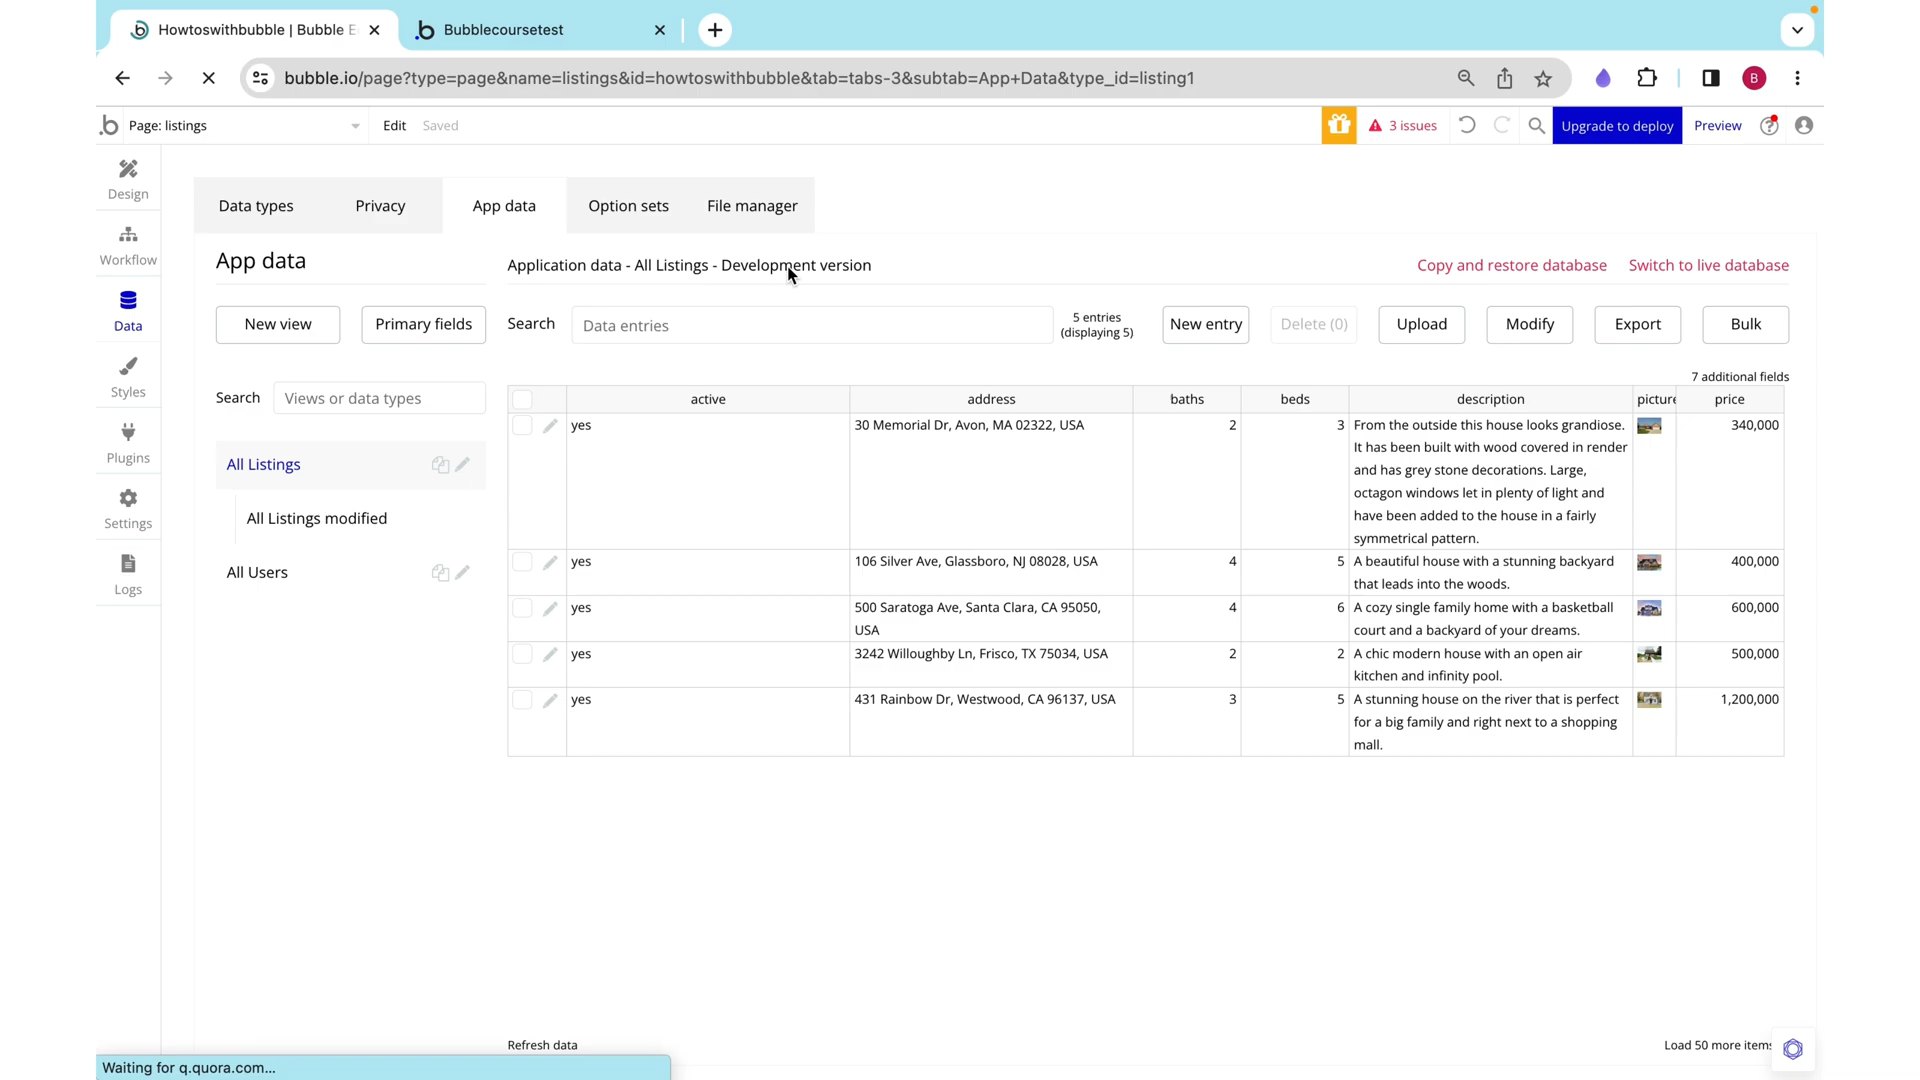 Howtoswithbubble | Bubble E
Bubblecoursetest
bubble.io/page?type=page&name=listings&id=howtoswithbubble&tab=tabs-3&subtab=App+Data&type_id=listing1
B
Page: listings
Edit
Saved
3 issues
Upgrade to deploy
Preview
Design
Workflow
Data
Styles
Plugins
Settings
Logs
Data types
Privacy
App data
Option sets
File manager
App data
Application data - All Listings - Development version
Copy and restore database
Switch to live database
New view
Primary fields
Search
Data entries
5 entries
(displaying 5)
New entry
Delete (0)
Upload
Modify
Export
Bulk
Search
Views or data types
7 additional fields
All Listings
All Listings modified
All Users
active address baths beds description picture price
yes 30 Memorial Dr, Avon, MA 02322, USA 2 3 From the outside this house looks grandiose. 340,000
It has been built with wood covered in render
and has grey stone decorations. Large,
octagon windows let in plenty of light and
have been added to the house in a fairly
symmetrical pattern.
yes 106 Silver Ave, Glassboro, NJ 08028, USA 4 5 A beautiful house with a stunning backyard 400,000
that leads into the woods.
yes 500 Saratoga Ave, Santa Clara, CA 95050, 4 6 A cozy single family home with a basketball 600,000
USA court and a backyard of your dreams.
yes 3242 Willoughby Ln, Frisco, TX 75034, USA 2 2 A chic modern house with an open air 500,000
kitchen and infinity pool.
yes 431 Rainbow Dr, Westwood, CA 96137, USA 3 5 A stunning house on the river that is perfect 1,200,000
for a big family and right next to a shopping
mall.
Refresh data
Load 50 more items
Waiting for q.quora.com...